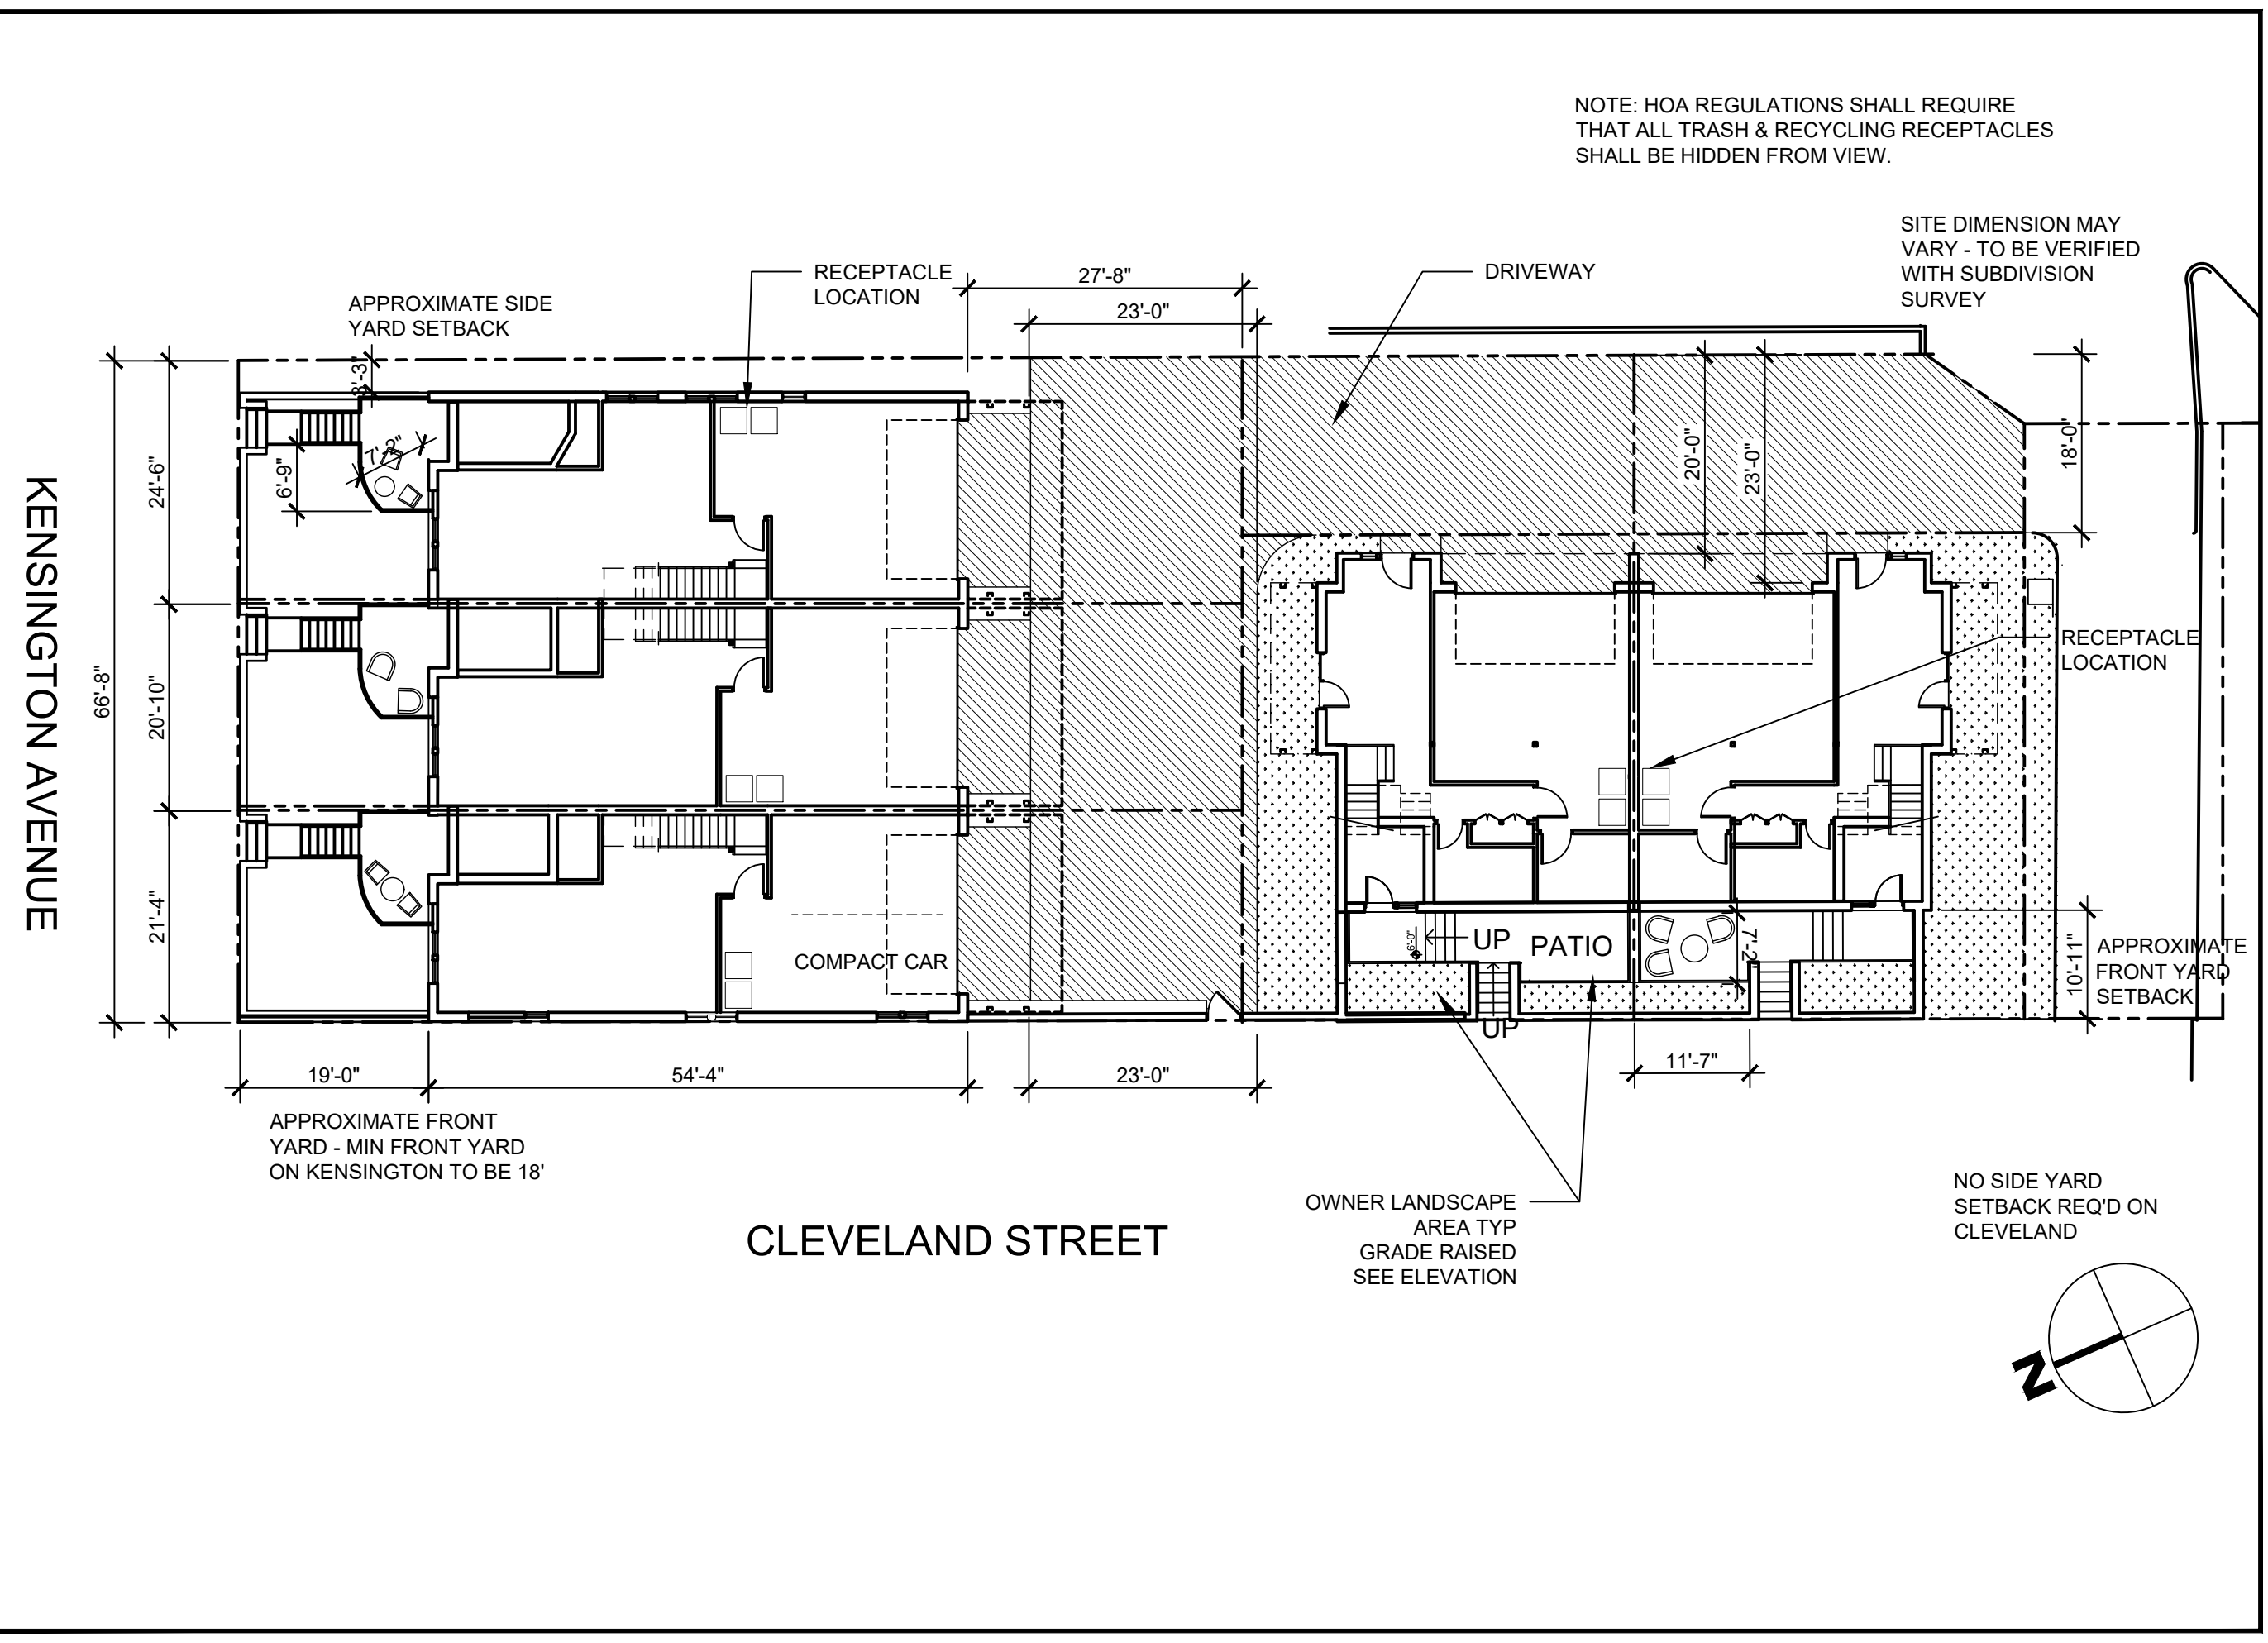 NOTE: HOA REGULATIONS SHALL REQUIRE
THAT ALL TRASH & RECYCLING RECEPTACLES
SHALL BE HIDDEN FROM VIEW.
SITE DIMENSION MAY
VARY - TO BE VERIFIED
WITH SUBDIVISION
SURVEY
RECEPTACLE
LOCATION
27'-8"
23'-0"
DRIVEWAY
APPROXIMATE SIDE
YARD SETBACK
3'-3"
7'-2"
6'-9"
24'-6"
20'-10"
21'-4"
66'-8"
KENSINGTON AVENUE
20'-0"
23'-0"
18'-0"
RECEPTACLE
LOCATION
COMPACT CAR
6'-0"
UP
PATIO
7'-2"
UP
10'-11"
APPROXIMATE
FRONT YARD
SETBACK
19'-0"
54'-4"
23'-0"
11'-7"
APPROXIMATE FRONT
YARD - MIN FRONT YARD
ON KENSINGTON TO BE 18'
OWNER LANDSCAPE
AREA TYP
GRADE RAISED
SEE ELEVATION
CLEVELAND STREET
NO SIDE YARD
SETBACK REQ'D ON
CLEVELAND
N